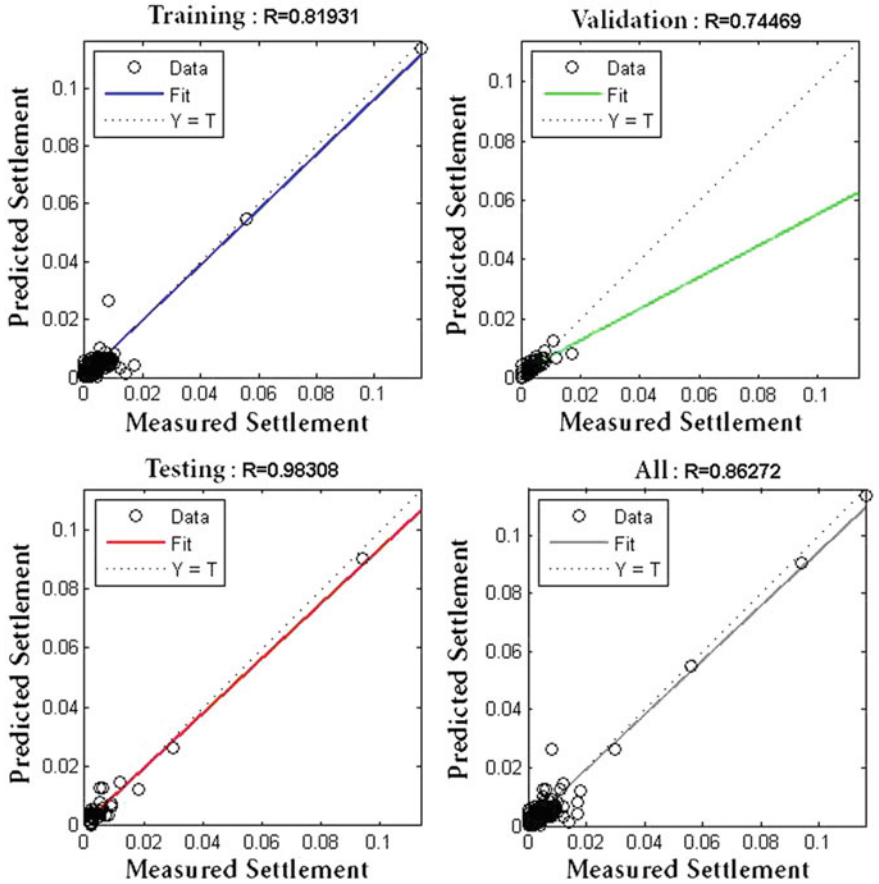 Training : R=0.81931
Data
Fit
Y = T
0.1
0.08
0.06
0.04
0.02
0
0 0.02 0.04 0.06 0.08 0.1
Predicted Settlement
Measured Settlement
Validation : R=0.74469
Data
Fit
Y = T
0.1
0.08
0.06
0.04
0.02
0
0 0.02 0.04 0.06 0.08 0.1
Predicted Settlement
Measured Settlement
Testing : R=0.98308
Data
Fit
Y = T
0.1
0.08
0.06
0.04
0.02
0
0 0.02 0.04 0.06 0.08 0.1
Predicted Settlement
Measured Settlement
All : R=0.86272
Data
Fit
Y = T
0.1
0.08
0.06
0.04
0.02
0
0 0.02 0.04 0.06 0.08 0.1
Predicted Settlement
Measured Settlement